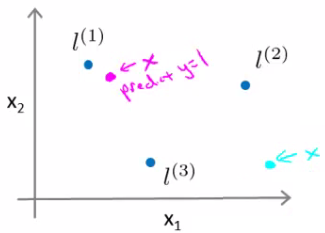 l^(1)
← x
predict y=1
l^(2)
x₂
← x
l^(3)
x₁